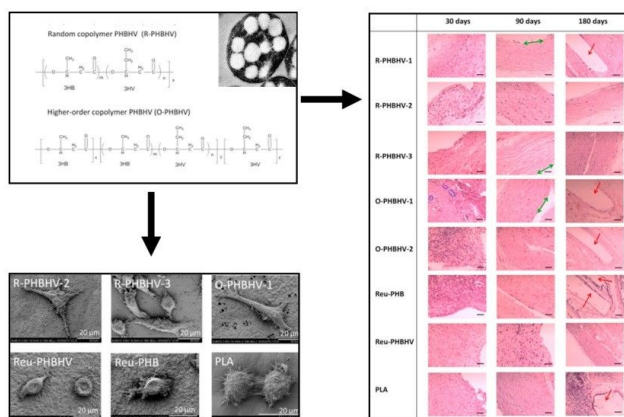 Random copolymer PHBHV (R-PHBHV)
3HB 3HV
Higher-order copolymer PHBHV (O-PHBHV)
3HB 3HB 3HV 3HV
R-PHBHV-2 R-PHBHV-3 O-PHBHV-1
20 µm 20 µm 20 µm
Reu-PHBHV Reu-PHB PLA
20 µm 20 µm 20 µm
30 days 90 days 180 days
R-PHBHV-1
R-PHBHV-2
R-PHBHV-3
O-PHBHV-1
O-PHBHV-2
Reu-PHB
Reu-PHBHV
PLA